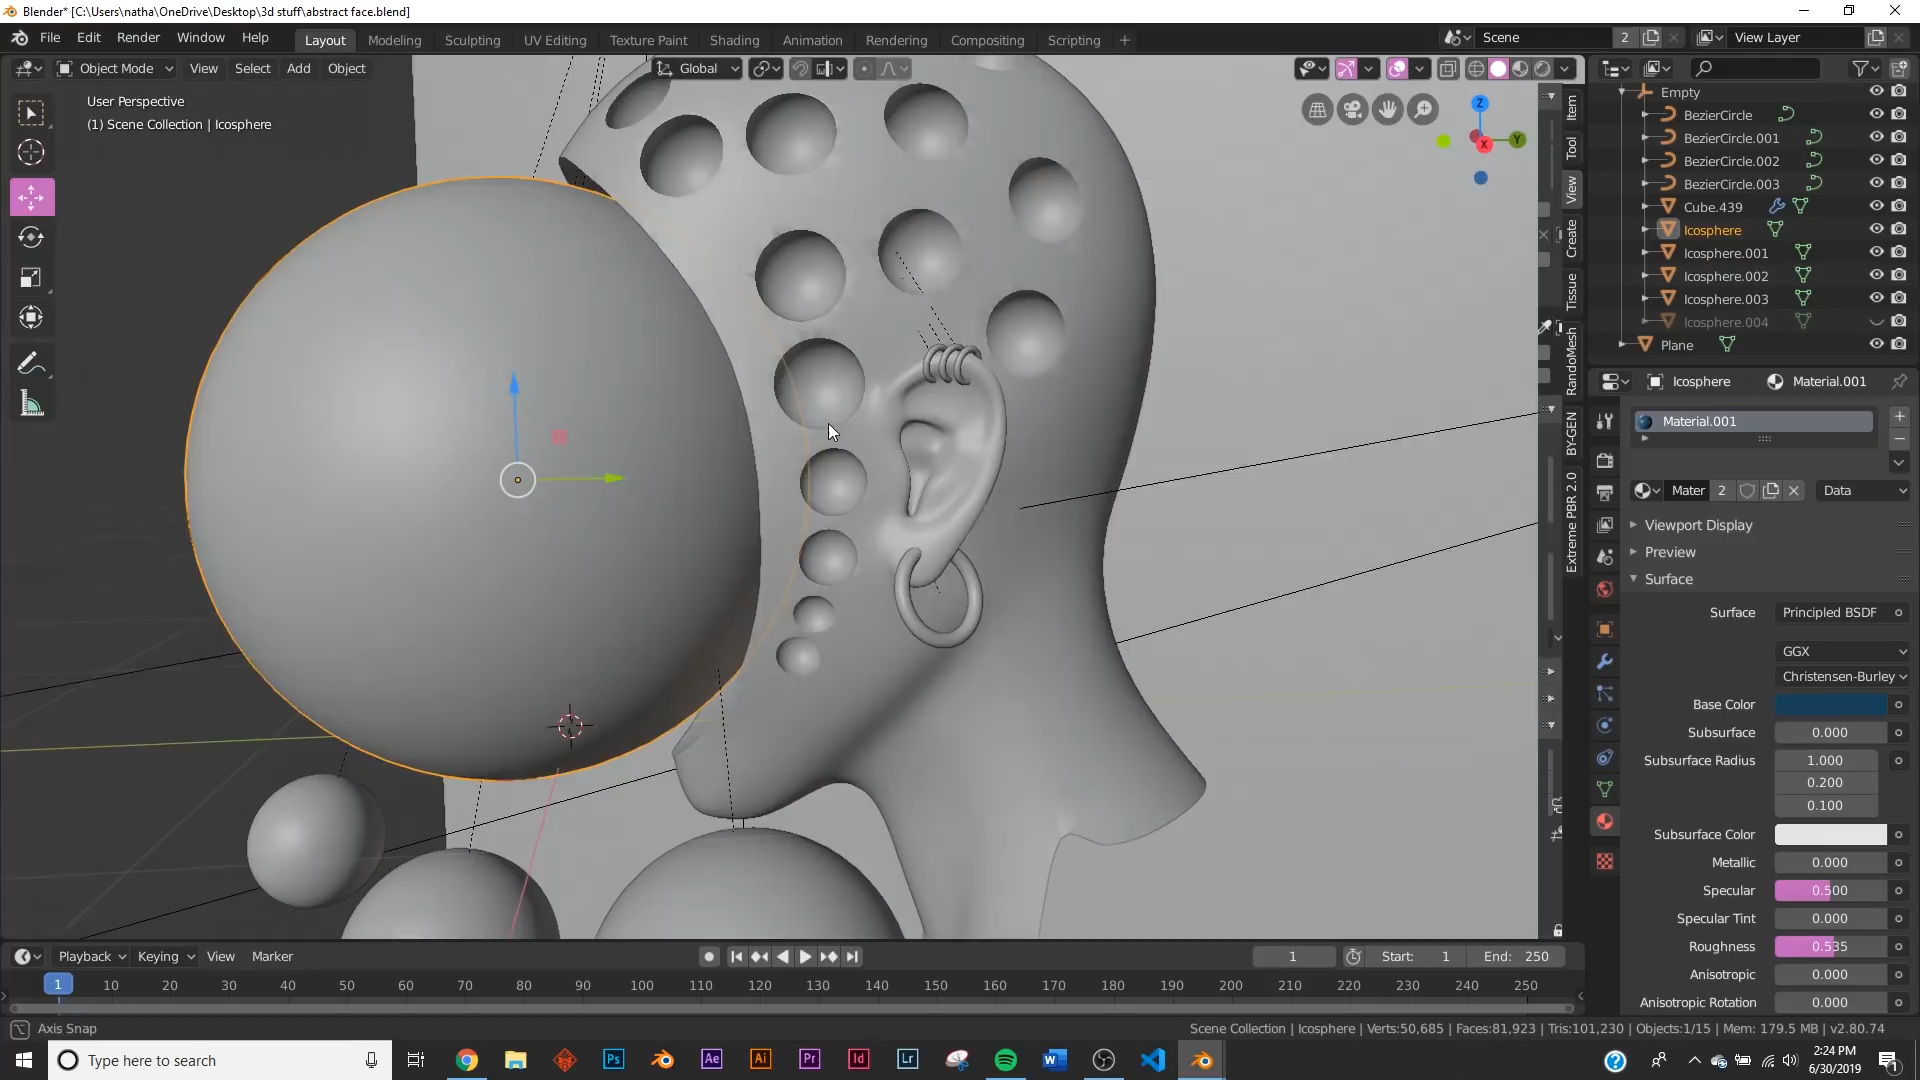 Blender* [C:\Users\natha\OneDrive\Desktop\3d stuff\abstract face.blend]
File Edit Render Window Help
Layout Modeling Sculpting UV Editing Texture Paint Shading Animation Rendering Compositing Scripting +
Scene 2
View Layer
Object Mode View Select Add Object
Global
User Perspective
(1) Scene Collection | Icosphere
Z
Y
X
Item
Tool
View
Create
Tissue
RandoMesh
BY-GEN
Extreme PBR 2.0
Empty
BezierCircle
BezierCircle.001
BezierCircle.002
BezierCircle.003
Cube.439
Icosphere
Icosphere.001
Icosphere.002
Icosphere.003
Icosphere.004
Plane
Icosphere Material.001
Material.001
Mater 2 Data
Viewport Display
Preview
Surface
Surface Principled BSDF
GGX
Christensen-Burley
Base Color
Subsurface 0.000
Subsurface Radius 1.000
0.200
0.100
Subsurface Color
Metallic 0.000
Specular 0.500
Specular Tint 0.000
Roughness 0.535
Anisotropic 0.000
Anisotropic Rotation 0.000
Playback Keying View Marker
1 Start: 1 End: 250
1 10 20 30 40 50 60 70 80 90 100 110 120 130 140 150 160 170 180 190 200 210 220 230 240 250
Axis Snap
Scene Collection | Icosphere | Verts:50,685 | Faces:81,923 | Tris:101,230 | Objects:1/15 | Mem: 179.5 MB | v2.80.74
Type here to search
Ps Ae Ai Pr Id Lr
2:24 PM
6/30/2019
1